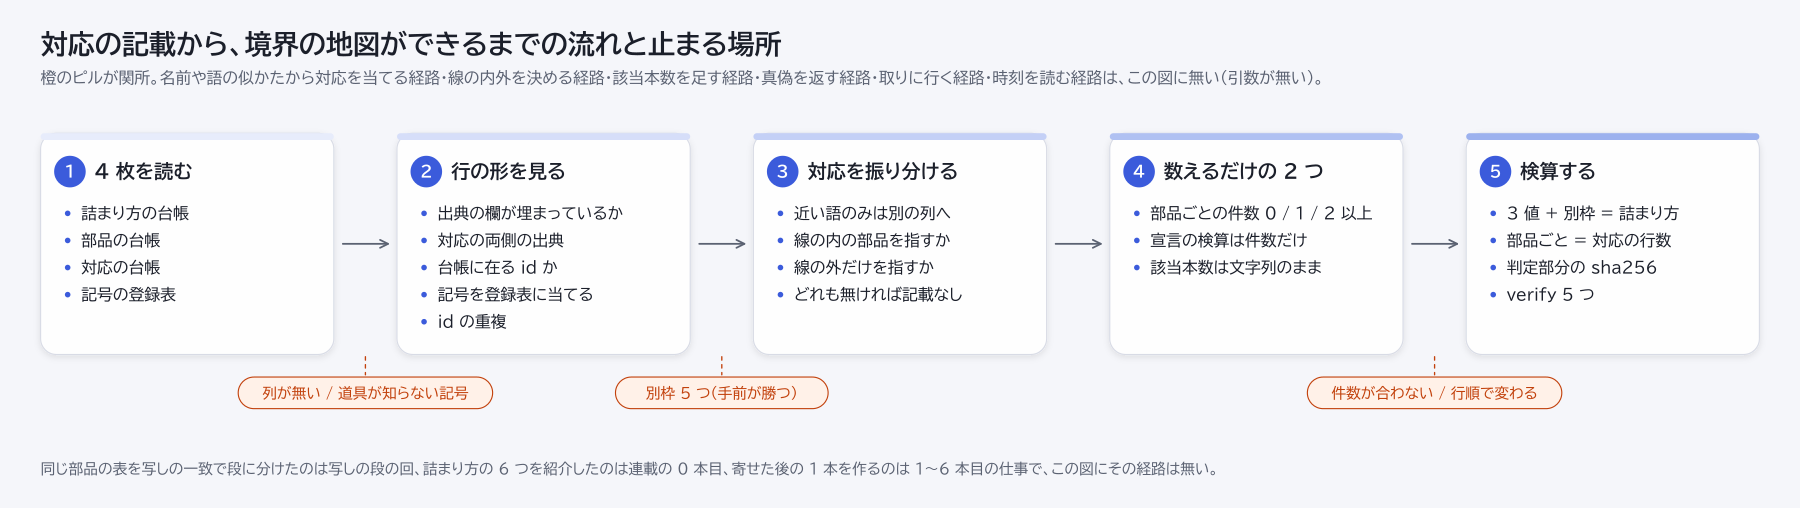 対応の記載から、境界の地図ができるまでの流れと止まる場所
橙のピルが関所。名前や語の似かたから対応を当てる経路・線の内外を決める経路・該当本数を足す経路・真偽を返す経路・取りに行く経路・時刻を読む経路は、この図に無い（引数が無い）。
1 4 枚を読む
• 詰まり方の台帳
• 部品の台帳
• 対応の台帳
• 記号の登録表
2 行の形を見る
• 出典の欄が埋まっているか
• 対応の両側の出典
• 台帳に在る id か
• 記号を登録表に当てる
• id の重複
3 対応を振り分ける
• 近い語のみは別の列へ
• 線の内の部品を指すか
• 線の外だけを指すか
• どれも無ければ記載なし
4 数えるだけの 2 つ
• 部品ごとの件数 0 / 1 / 2 以上
• 宣言の検算は件数だけ
• 該当本数は文字列のまま
5 検算する
• 3 値 + 別枠 = 詰まり方
• 部品ごと = 対応の行数
• 判定部分の sha256
• verify 5 つ
列が無い / 道具が知らない記号
別枠 5 つ（手前が勝つ）
件数が合わない / 行順で変わる
同じ部品の表を写しの一致で段に分けたのは写しの段の回、詰まり方の 6 つを紹介したのは連載の 0 本目、寄せた後の 1 本を作るのは 1〜6 本目の仕事で、この図にその経路は無い。